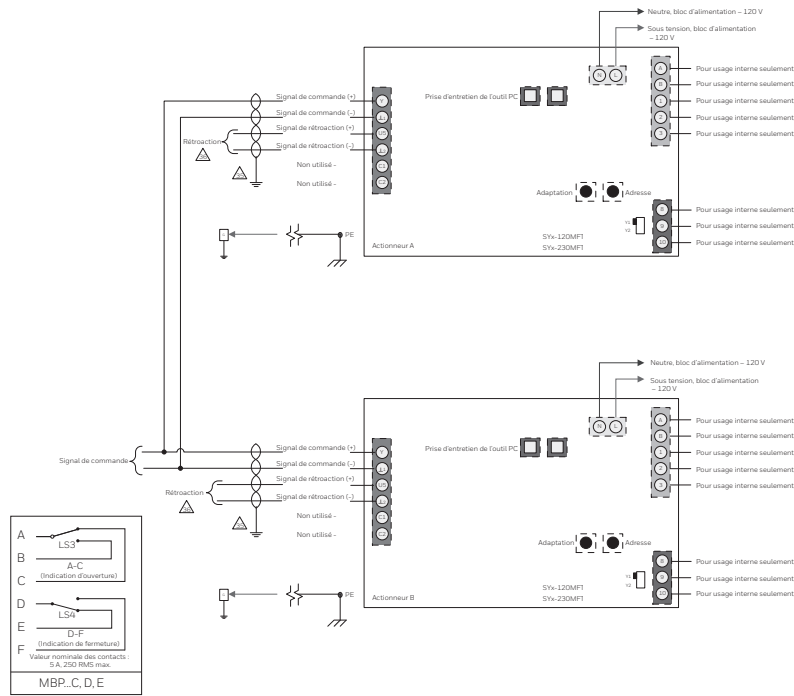 Neutre, bloc d'alimentation – 120 V
Sous tension, bloc d'alimentation
– 120 V
N L
A Pour usage interne seulement
B Pour usage interne seulement
1 Pour usage interne seulement
2 Pour usage interne seulement
3 Pour usage interne seulement
Prise d'entretien de l'outil PC
Signal de commande (+) Y
Signal de commande (-)
Signal de rétroaction (+) U5
Signal de rétroaction (-)
Rétroaction
Non utilisé - C1
Non utilisé - C2
Adaptation Adresse
8 Pour usage interne seulement
9 Pour usage interne seulement
10 Pour usage interne seulement
Y1
Y2
PE
Actionneur A
SYx-120MFT
SYx-230MFT
Neutre, bloc d'alimentation – 120 V
Sous tension, bloc d'alimentation
– 120 V
N L
A Pour usage interne seulement
B Pour usage interne seulement
1 Pour usage interne seulement
2 Pour usage interne seulement
3 Pour usage interne seulement
Prise d'entretien de l'outil PC
Signal de commande
Signal de commande (+) Y
Signal de commande (-)
Signal de rétroaction (+) U5
Signal de rétroaction (-)
Rétroaction
Non utilisé - C1
Non utilisé - C2
Adaptation Adresse
8 Pour usage interne seulement
9 Pour usage interne seulement
10 Pour usage interne seulement
Y1
Y2
PE
Actionneur B
SYx-120MFT
SYx-230MFT
A
LS3
B
A-C
C
(Indication d'ouverture)
D
LS4
E
D-F
F
(Indication de fermeture)
Valeur nominale des contacts :
5 A, 250 RMS max.
MBP...C, D, E